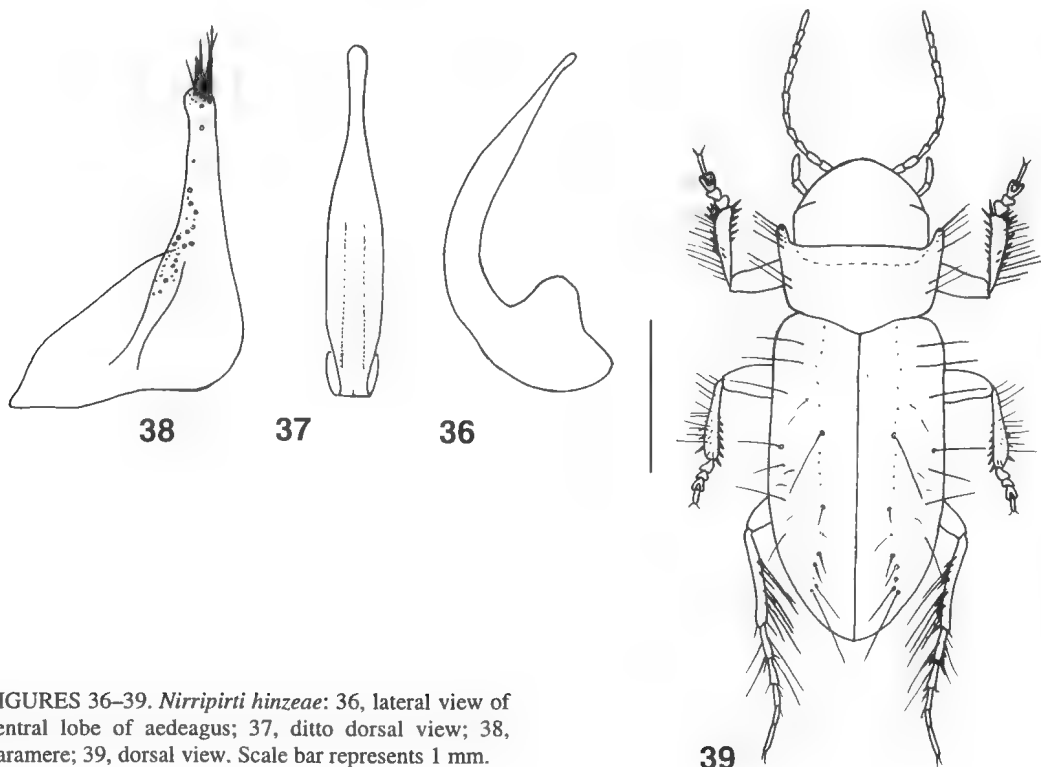 38
37
36
39
IGURES 36–39. Nirripirti hinzeae: 36, lateral view of
entral lobe of aedeagus; 37, ditto dorsal view; 38,
aramere; 39, dorsal view. Scale bar represents 1 mm.